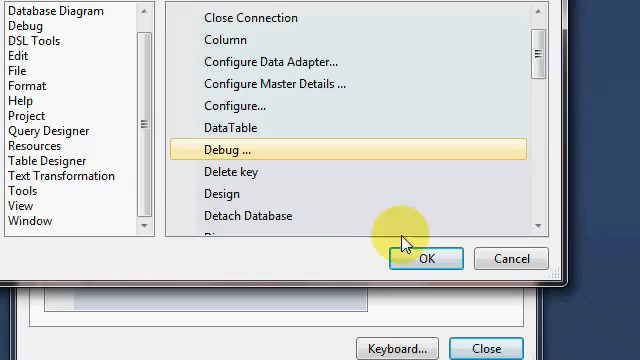 Database Diagram
Debug
DSL Tools
Edit
File
Format
Help
Project
Query Designer
Resources
Table Designer
Text Transformation
Tools
View
Window
Close Connection
Column
Configure Data Adapter...
Configure Master Details ...
Configure...
DataTable
Debug ...
Delete key
Design
Detach Database
OK
Cancel
Keyboard...
Close